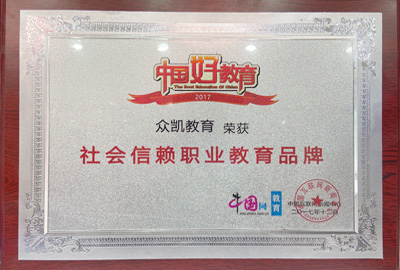 中国好教育
The Best Education Of China
2017
众凯教育 荣获
社会信赖职业教育品牌
中国网 教育
中国互联网新闻中心
二〇一七年十二月